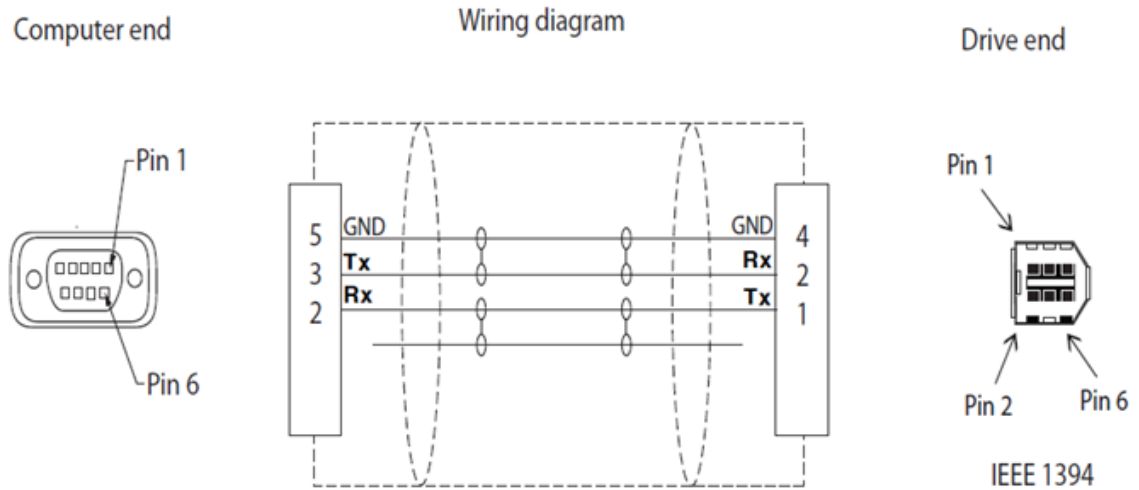 Computer end
Wiring diagram
Drive end
Pin 1
Pin 6
5
GND
GND
4
3
Tx
Rx
2
2
Rx
Tx
1
Pin 1
Pin 2
Pin 6
IEEE 1394